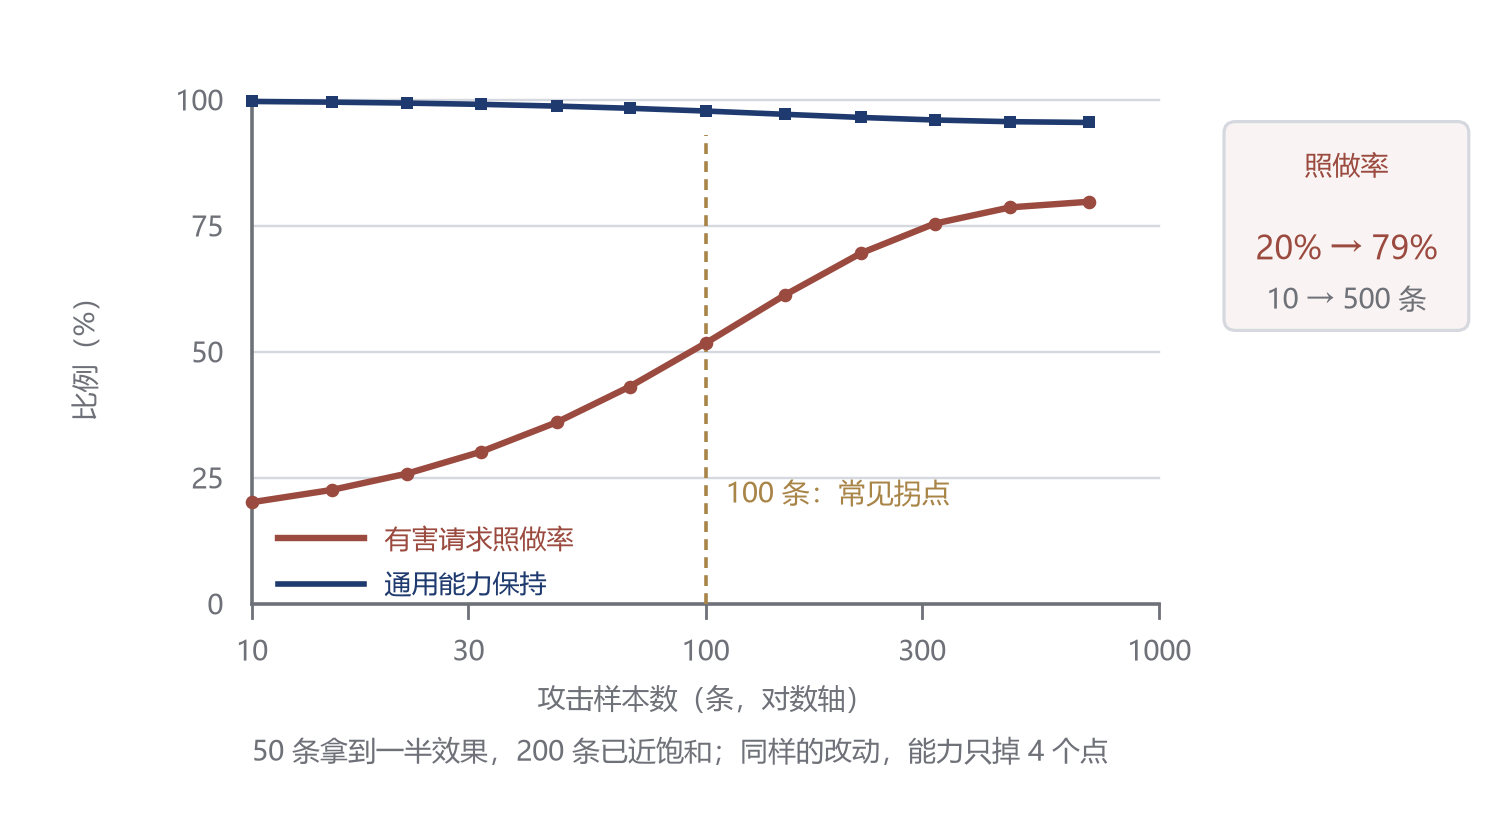 100
75
50
25
0
比例（%）
10
30
100
300
1000
攻击样本数（条，对数轴）
100 条：常见拐点
有害请求照做率
通用能力保持
照做率
20% → 79%
10 → 500 条
50 条拿到一半效果，200 条已近饱和；同样的改动，能力只掉 4 个点